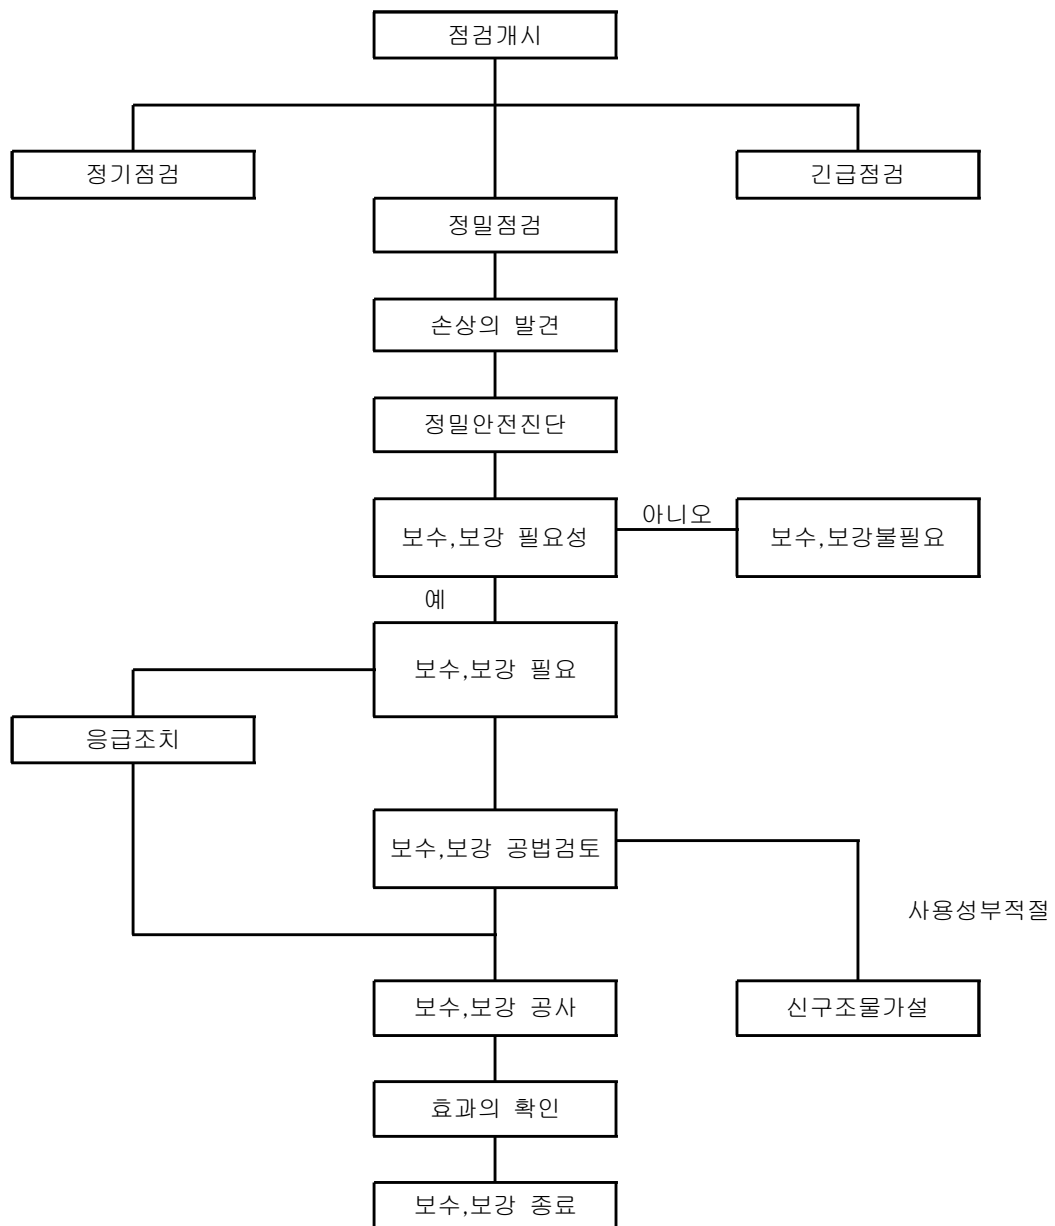 점검개시
정기점검
긴급점검
정밀점검
손상의 발견
정밀안전진단
보수,보강 필요성
아니오
보수,보강불필요
예
보수,보강 필요
응급조치
보수,보강 공법검토
사용성부적절
보수,보강 공사
신구조물가설
효과의 확인
보수,보강 종료